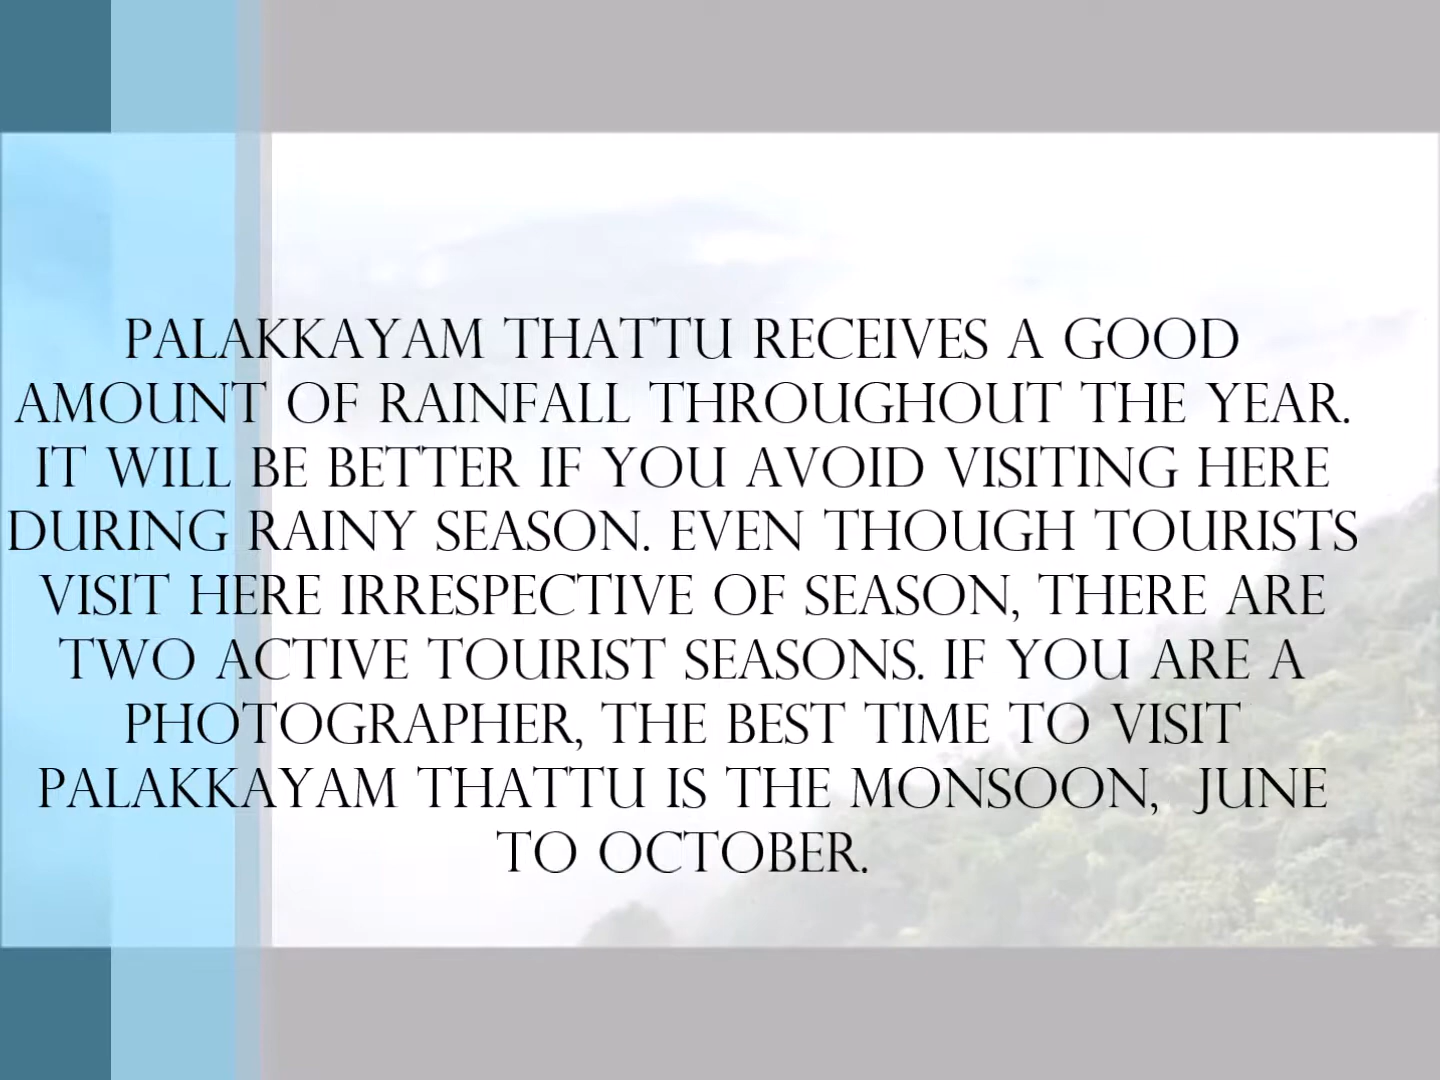 PALAKKAYAM THATTU RECEIVES A GOOD
AMOUNT OF RAINFALL THROUGHOUT THE YEAR.
IT WILL BE BETTER IF YOU AVOID VISITING HERE
DURING RAINY SEASON. EVEN THOUGH TOURISTS
VISIT HERE IRRESPECTIVE OF SEASON, THERE ARE
TWO ACTIVE TOURIST SEASONS. IF YOU ARE A
PHOTOGRAPHER, THE BEST TIME TO VISIT
PALAKKAYAM THATTU IS THE MONSOON, JUNE
TO OCTOBER.